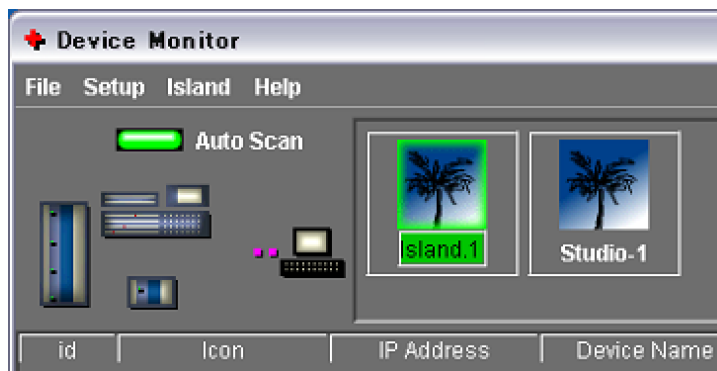 Device Monitor
File Setup Island Help
Auto Scan
Island.1
Studio-1
id Icon IP Address Device Name